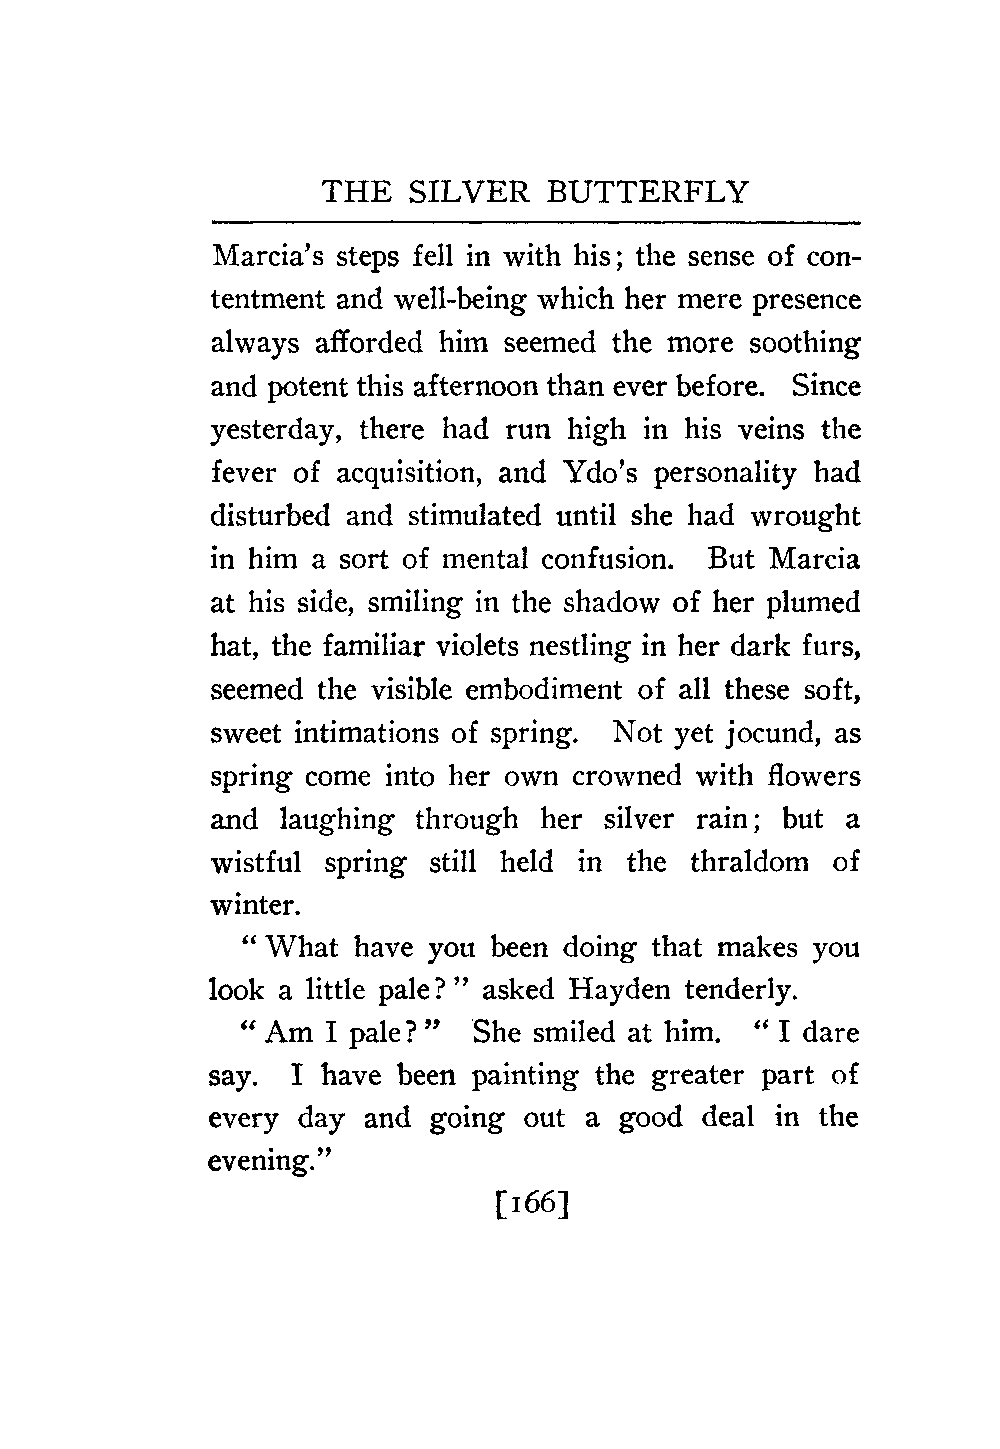 THE SILVER BUTTERFLY
Marcia's steps fell in with his; the sense of con-
tentment and well-being which her mere presence
always afforded him seemed the more soothing
and potent this afternoon than ever before. Since
yesterday, there had run high in his veins the
fever of acquisition, and Ydo's personality had
disturbed and stimulated until she had wrought
in him a sort of mental confusion. But Marcia
at his side, smiling in the shadow of her plumed
hat, the familiar violets nestling in her dark furs,
seemed the visible embodiment of all these soft,
sweet intimations of spring. Not yet jocund, as
spring come into her own crowned with flowers
and laughing through her silver rain; but a
wistful spring still held in the thraldom of
winter.
“ What have you been doing that makes you
look a little pale? ” asked Hayden tenderly.
“ Am I pale? ” She smiled at him. “ I dare
say. I have been painting the greater part of
every day and going out a good deal in the
evening.”
[166]